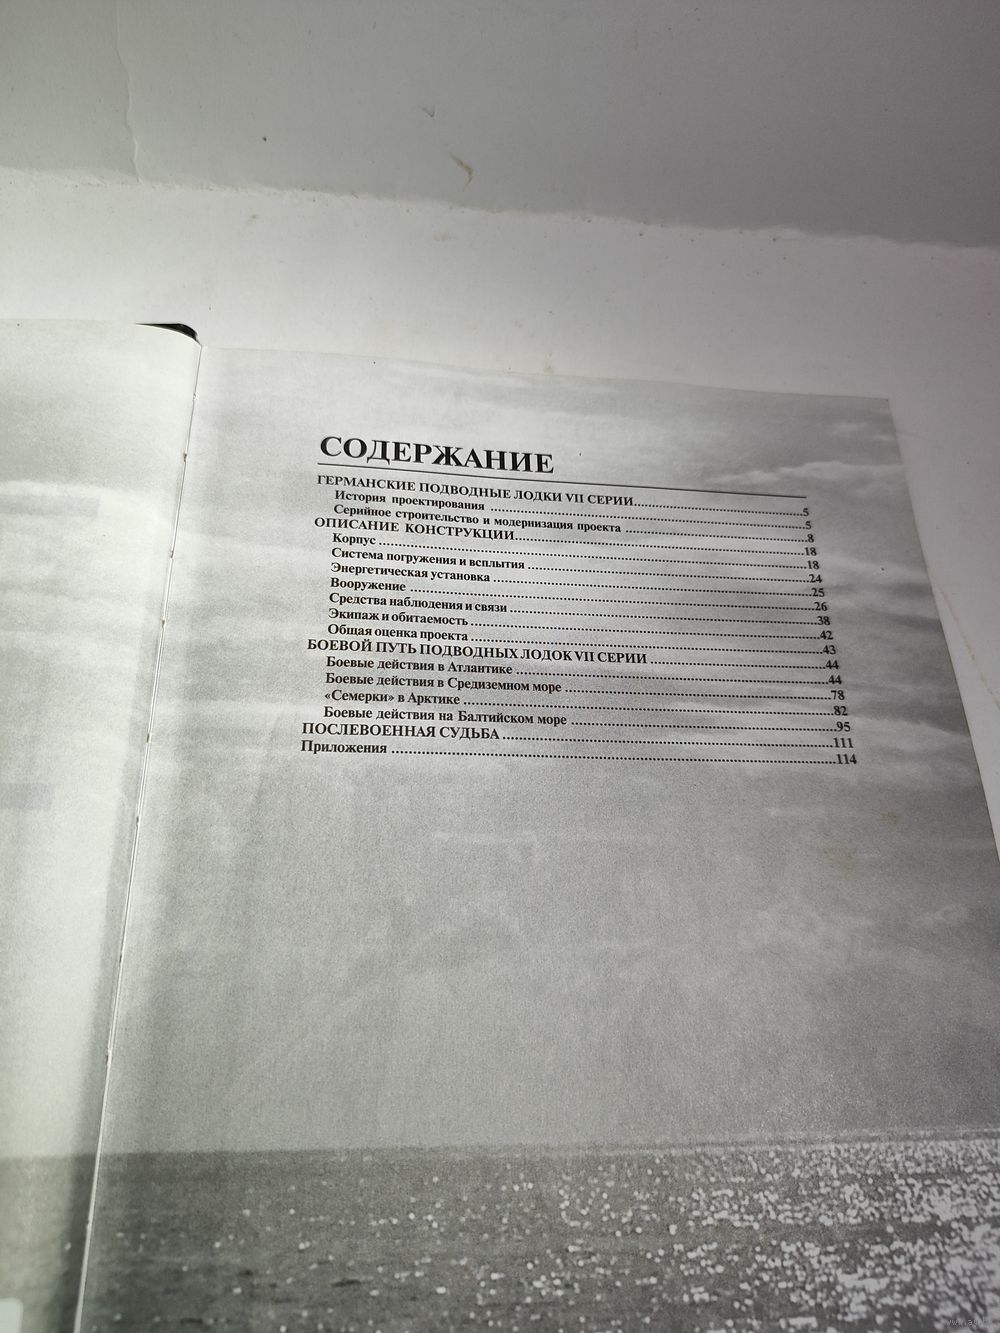 СОДЕРЖАНИЕ
ГЕРМАНСКИЕ ПОДВОДНЫЕ ЛОДКИ VII СЕРИИ....................5
История проектирования ....................5
Серийное строительство и модернизация проекта ....................8
ОПИСАНИЕ КОНСТРУКЦИИ....................18
Корпус ....................18
Система погружения и всплытия ....................24
Энергетическая установка ....................25
Вооружение ....................26
Средства наблюдения и связи ....................38
Экипаж и обитаемость ....................42
Общая оценка проекта ....................43
БОЕВОЙ ПУТЬ ПОДВОДНЫХ ЛОДОК VII СЕРИИ ....................44
Боевые действия в Атлантике ....................44
Боевые действия в Средиземном море ....................78
«Семерки» в Арктике ....................82
Боевые действия на Балтийском море ....................95
ПОСЛЕВОЕННАЯ СУДЬБА ....................111
Приложения ....................114